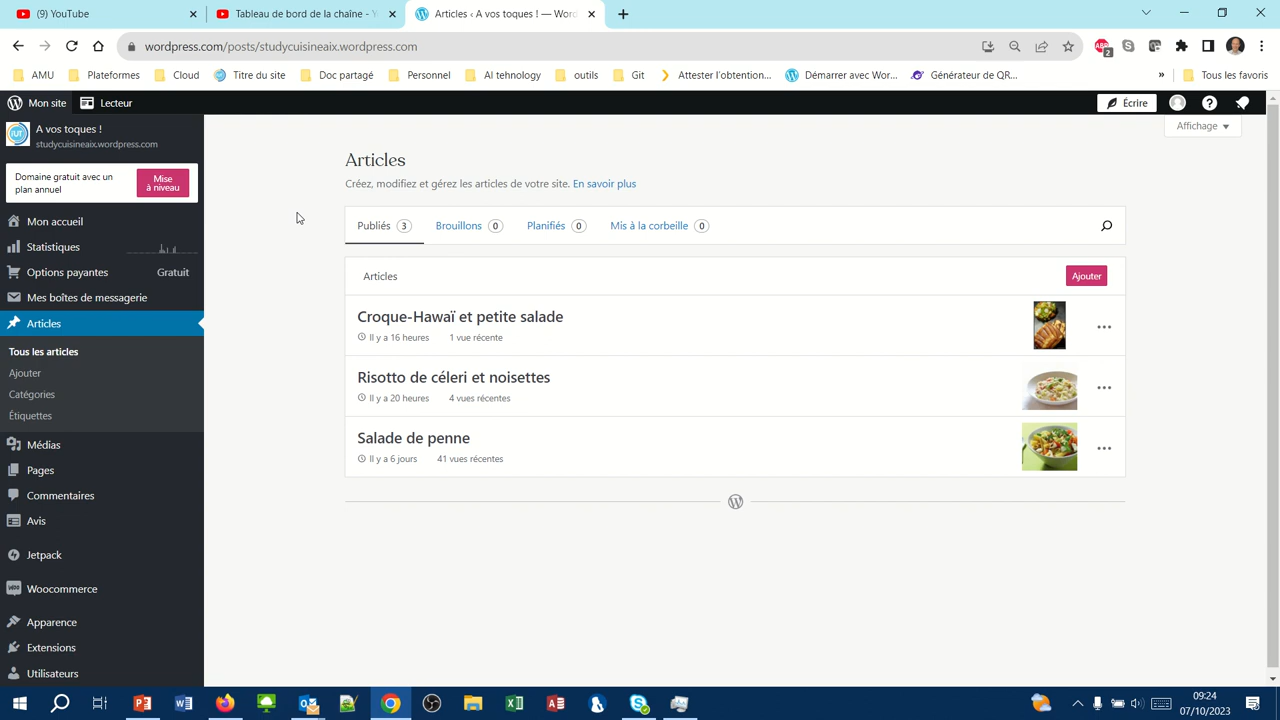 (9) YouTube
Tableau de bord de la chaîne - Y
Articles ‹ A vos toques ! — Word
wordpress.com/posts/studycuisineaix.wordpress.com
ABP
2
AMU
Plateformes
Cloud
Titre du site
Doc partagé
Personnel
AI tehnology
outils
Git
Attester l'obtention...
Démarrer avec Wor...
Générateur de QR...
»
Tous les favoris
Mon site
Lecteur
Écrire
A vos toques !
studycuisineaix.wordpress.com
Affichage
Domaine gratuit avec un
plan annuel
Mise
à niveau
Mon accueil
Statistiques
Options payantes
Gratuit
Mes boîtes de messagerie
Articles
Tous les articles
Ajouter
Catégories
Étiquettes
Médias
Pages
Commentaires
Avis
Jetpack
Woocommerce
Apparence
Extensions
Utilisateurs
Articles
Créez, modifiez et gérez les articles de votre site. En savoir plus
Publiés 3
Brouillons 0
Planifiés 0
Mis à la corbeille 0
Articles
Ajouter
Croque-Hawaï et petite salade
Il y a 16 heures
1 vue récente
Risotto de céleri et noisettes
Il y a 20 heures
4 vues récentes
Salade de penne
Il y a 6 jours
41 vues récentes
09:24
07/10/2023